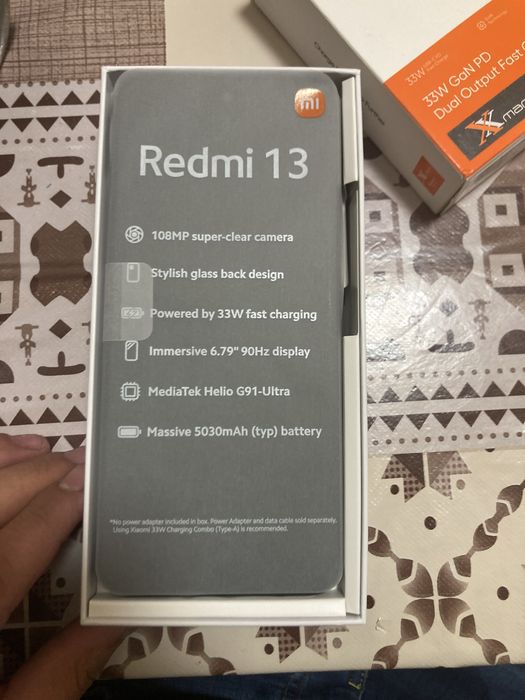 mi
Redmi 13
108MP super-clear camera
Stylish glass back design
Powered by 33W fast charging
Immersive 6.79" 90Hz display
MediaTek Helio G91-Ultra
Massive 5030mAh (typ) battery
*No power adapter included in box. Power Adapter and data cable sold separately.
Using Xiaomi 33W Charging Combo (Type-A) is recommended.
33W
33W GaN PD
Dual Output Fast